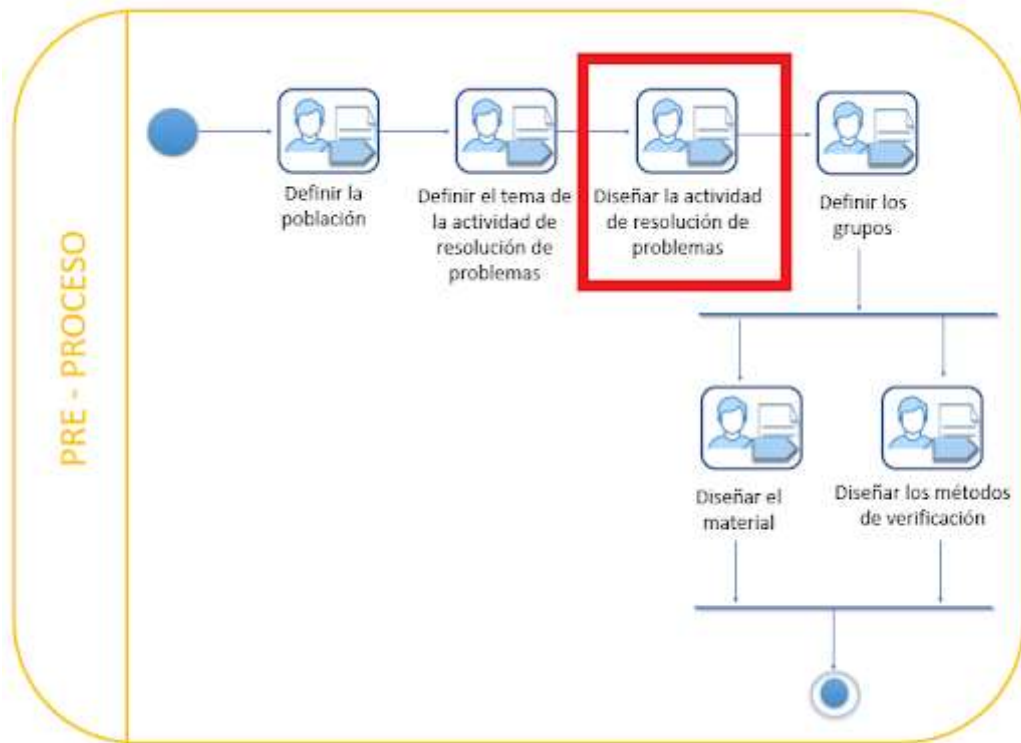 PRE - PROCESO
Definir la
población
Definir el tema de
la actividad de
resolución de
problemas
Diseñar la actividad
de resolución de
problemas
Definir los
grupos
Diseñar el
material
Diseñar los métodos
de verificación